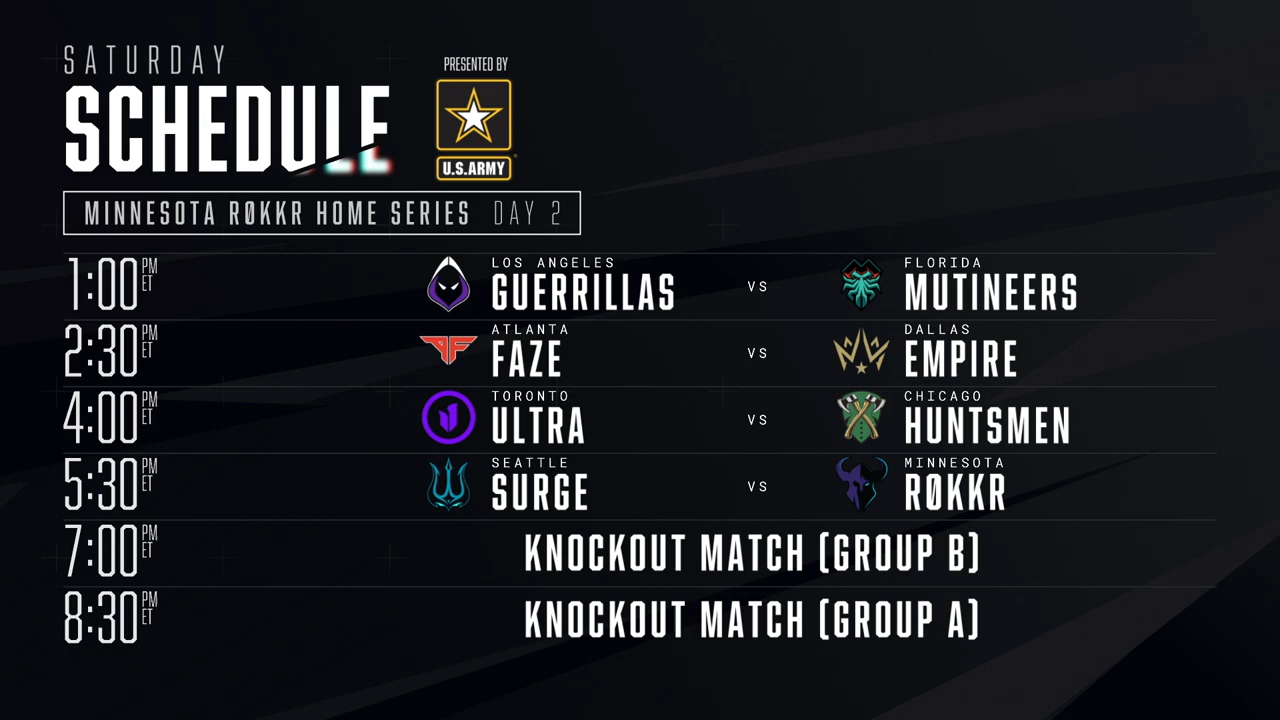 SATURDAY
SCHEDULE
PRESENTED BY
U.S.ARMY
MINNESOTA RØKKR HOME SERIES DAY 2
1:00 PM ET LOS ANGELES GUERRILLAS VS FLORIDA MUTINEERS
2:30 PM ET ATLANTA FAZE VS DALLAS EMPIRE
4:00 PM ET TORONTO ULTRA VS CHICAGO HUNTSMEN
5:30 PM ET SEATTLE SURGE VS MINNESOTA RØKKR
7:00 PM ET KNOCKOUT MATCH (GROUP B)
8:30 PM ET KNOCKOUT MATCH (GROUP A)